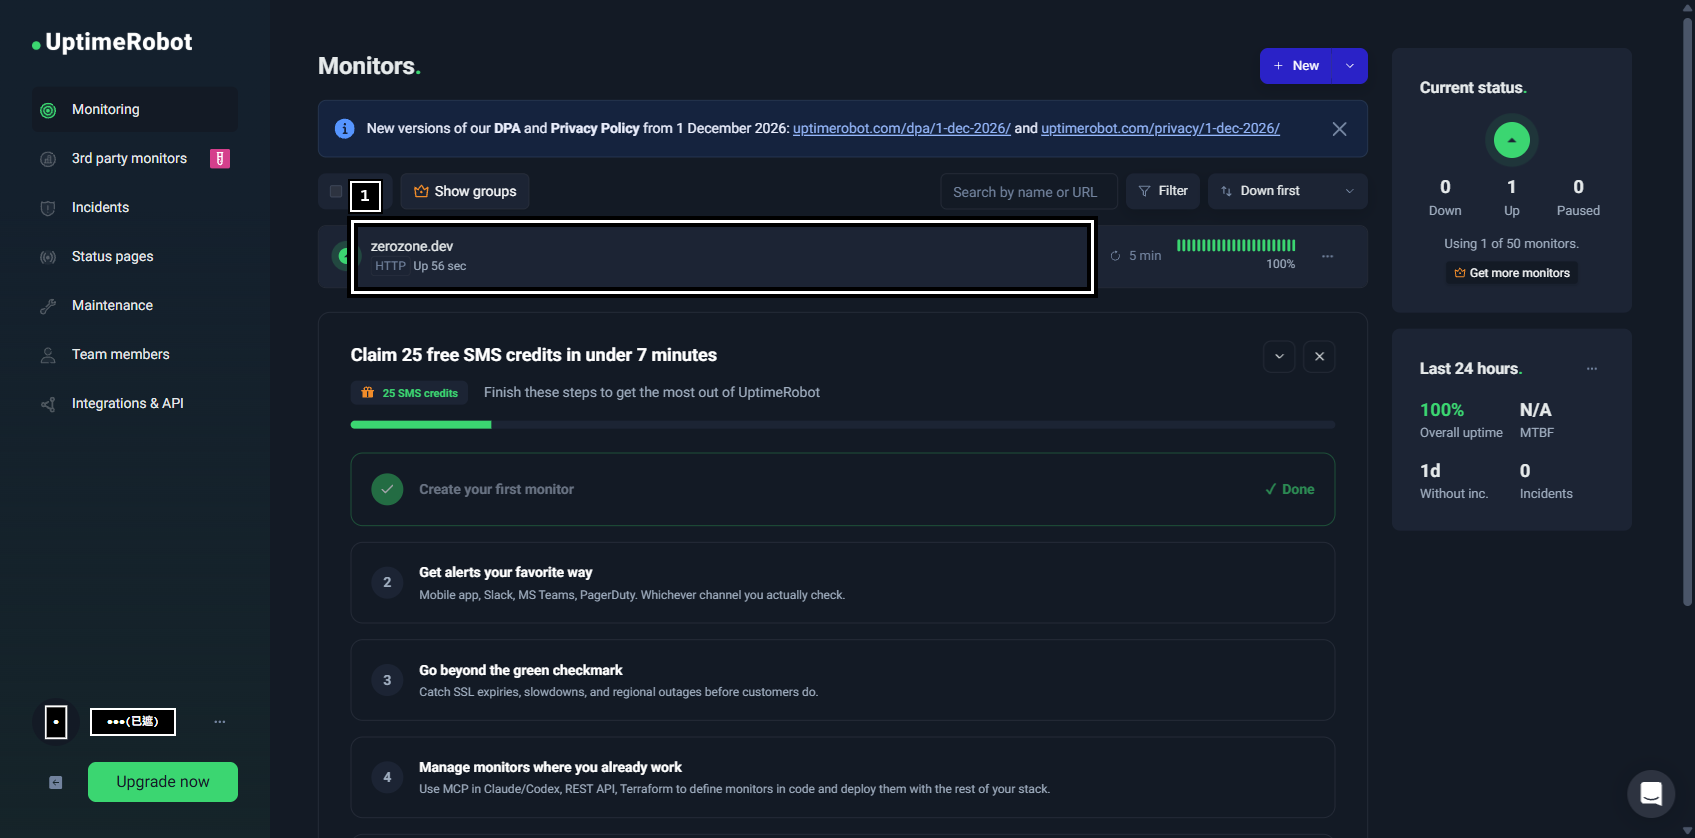 UptimeRobot
Monitoring
3rd party monitors
Incidents
Status pages
Maintenance
Team members
Integrations & API
•
•••(已遮)
Upgrade now
Monitors.
+ New
New versions of our DPA and Privacy Policy from 1 December 2026: uptimerobot.com/dpa/1-dec-2026/ and uptimerobot.com/privacy/1-dec-2026/
1
Show groups
Search by name or URL
Filter
Down first
zerozone.dev
HTTP Up 56 sec
5 min
100%
Claim 25 free SMS credits in under 7 minutes
25 SMS credits
Finish these steps to get the most out of UptimeRobot
Create your first monitor
Done
2
Get alerts your favorite way
Mobile app, Slack, MS Teams, PagerDuty. Whichever channel you actually check.
3
Go beyond the green checkmark
Catch SSL expiries, slowdowns, and regional outages before customers do.
4
Manage monitors where you already work
Use MCP in Claude/Codex, REST API, Terraform to define monitors in code and deploy them with the rest of your stack.
Current status.
0 1 0
Down Up Paused
Using 1 of 50 monitors.
Get more monitors
Last 24 hours.
100% N/A
Overall uptime MTBF
1d 0
Without inc. Incidents